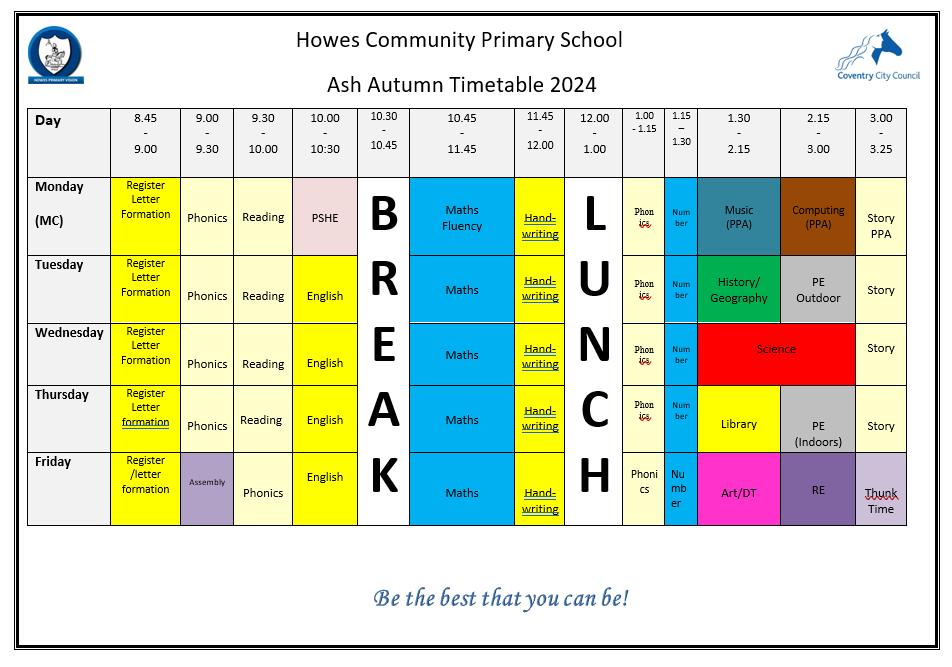 Howes Community Primary School
Ash Autumn Timetable 2024
HOWES PRIMARY VISION
Coventry City Council
Day
8.45
-
9.00
9.00
-
9.30
9.30
-
10.00
10.00
-
10:30
10.30
-
10.45
10.45
-
11.45
11.45
-
12.00
12.00
-
1.00
1.00
- 1.15
1.15
–
1.30
1.30
-
2.15
2.15
-
3.00
3.00
-
3.25
Monday
(MC)
Register
Letter
Formation
Phonics
Reading
PSHE
B
Maths
Fluency
Hand-
writing
L
Phon
ics
Num
ber
Music
(PPA)
Computing
(PPA)
Story
PPA
Tuesday
Register
Letter
Formation
Phonics
Reading
English
R
Maths
Hand-
writing
U
Phon
ics
Num
ber
History/
Geography
PE
Outdoor
Story
Wednesday
Register
Letter
Formation
Phonics
Reading
English
E
Maths
Hand-
writing
N
Phon
ics
Num
ber
Science
Story
Thursday
Register
Letter
formation
Phonics
Reading
English
A
Maths
Hand-
writing
C
Phon
ics
Num
ber
Library
PE
(Indoors)
Story
Friday
Register
/letter
formation
Assembly
Phonics
English
K
Maths
Hand-
writing
H
Phoni
cs
Nu
mb
er
Art/DT
RE
Thunk
Time
Be the best that you can be!